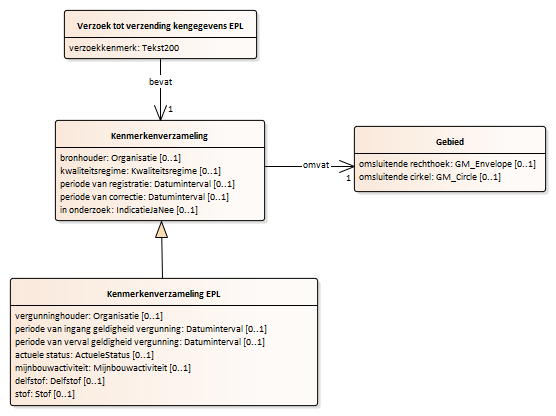 Verzoek tot verzending kengegevens EPL
verzoekkenmerk: Tekst200
bevat
1
Kenmerkenverzameling
bronhouder: Organisatie [0..1]
kwaliteitsregime: Kwaliteitsregime [0..1]
periode van registratie: Datuminterval [0..1]
periode van correctie: Datuminterval [0..1]
in onderzoek: IndicatieJaNee [0..1]
omvat
1
Gebied
omsluitende rechthoek: GM_Envelope [0..1]
omsluitende cirkel: GM_Circle [0..1]
Kenmerkenverzameling EPL
vergunninghouder: Organisatie [0..1]
periode van ingang geldigheid vergunning: Datuminterval [0..1]
periode van verval geldigheid vergunning: Datuminterval [0..1]
actuele status: ActueleStatus [0..1]
mijnbouwactiviteit: Mijnbouwactiviteit [0..1]
delfstof: Delfstof [0..1]
stof: Stof [0..1]